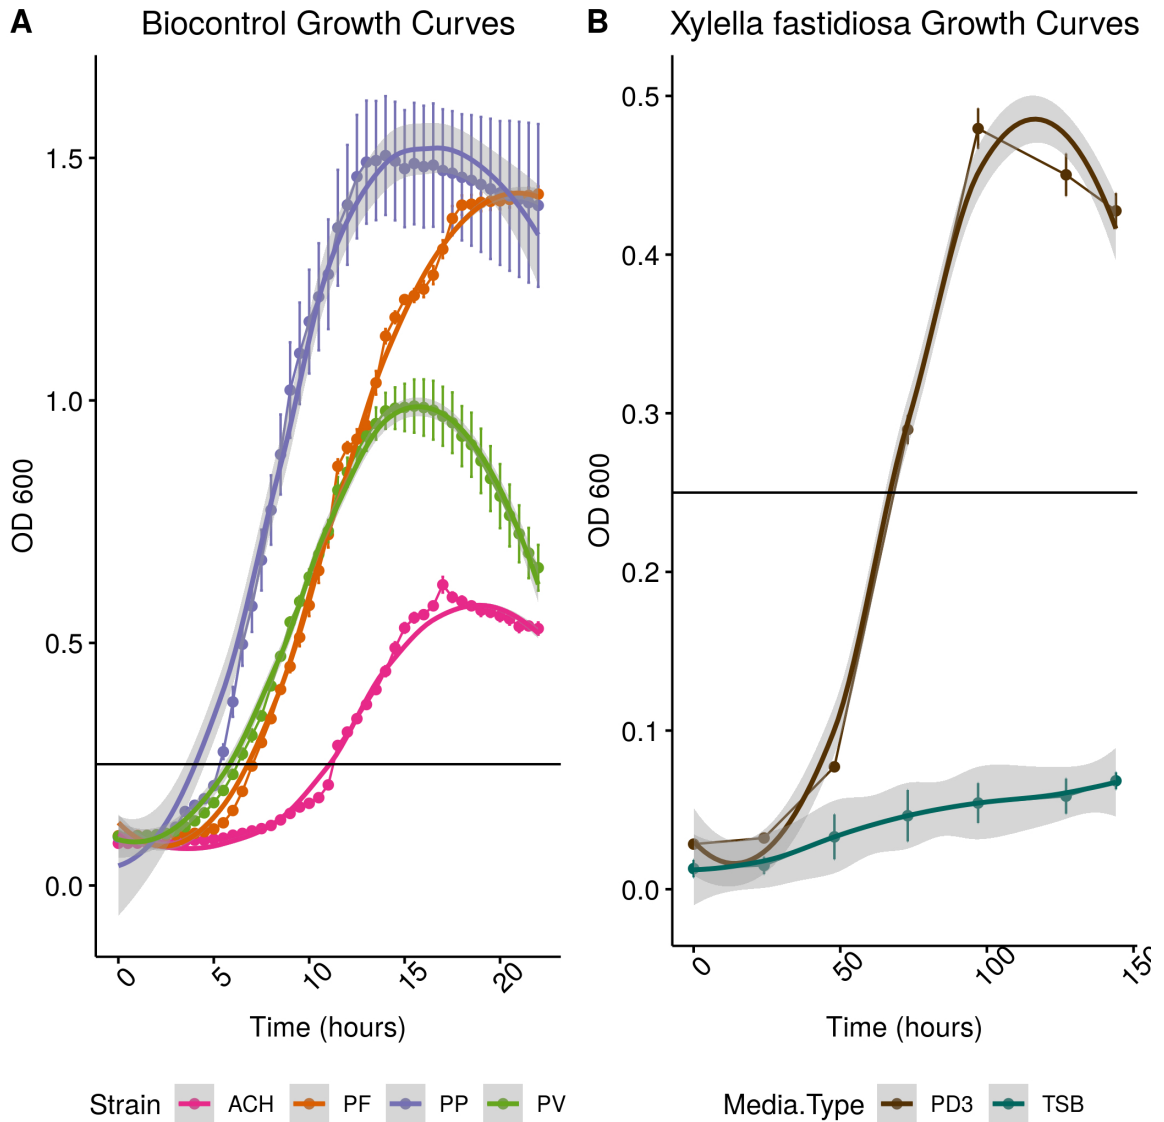 A
Biocontrol Growth Curves
OD 600
1.5
1.0
0.5
0.0
0
5
10
15
20
Time (hours)
Strain
ACH
PF
PP
PV
B
Xylella fastidiosa Growth Curves
OD 600
0.5
0.4
0.3
0.2
0.1
0.0
0
50
100
150
Time (hours)
Media.Type
PD3
TSB